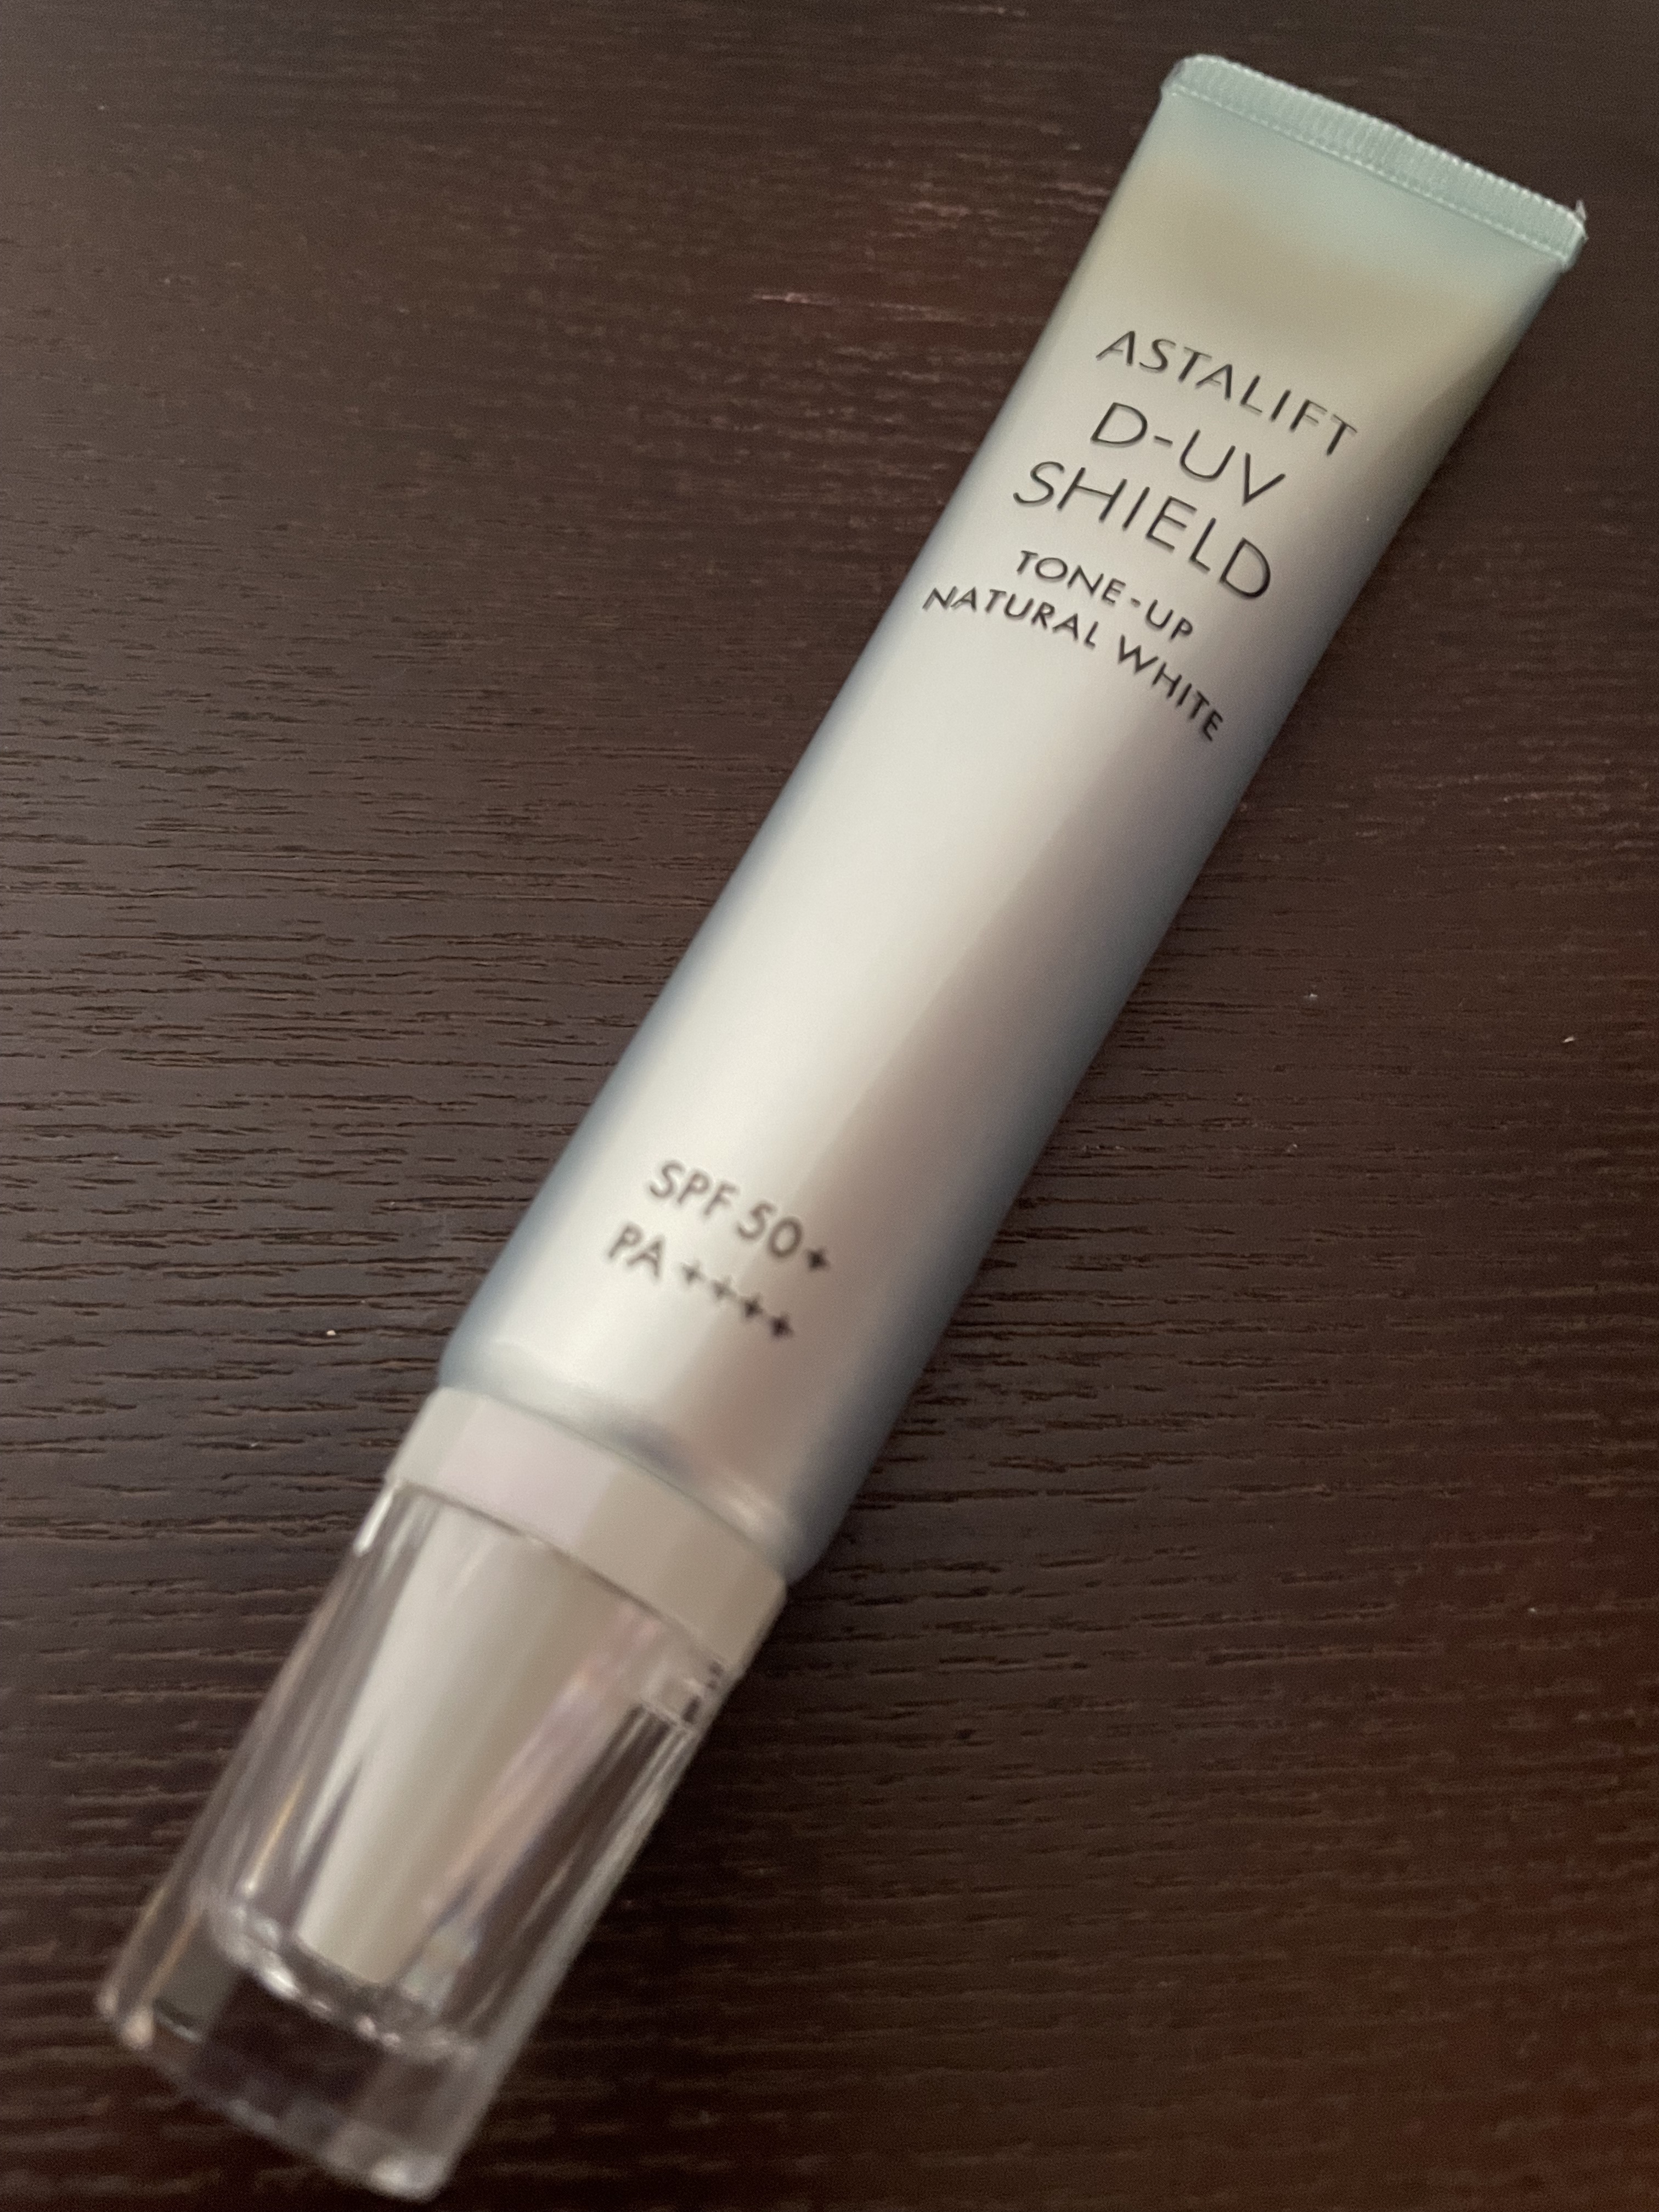 ASTALIFT
D-UV
SHIELD
TONE-UP
NATURAL WHITE
SPF 50+
PA ++++